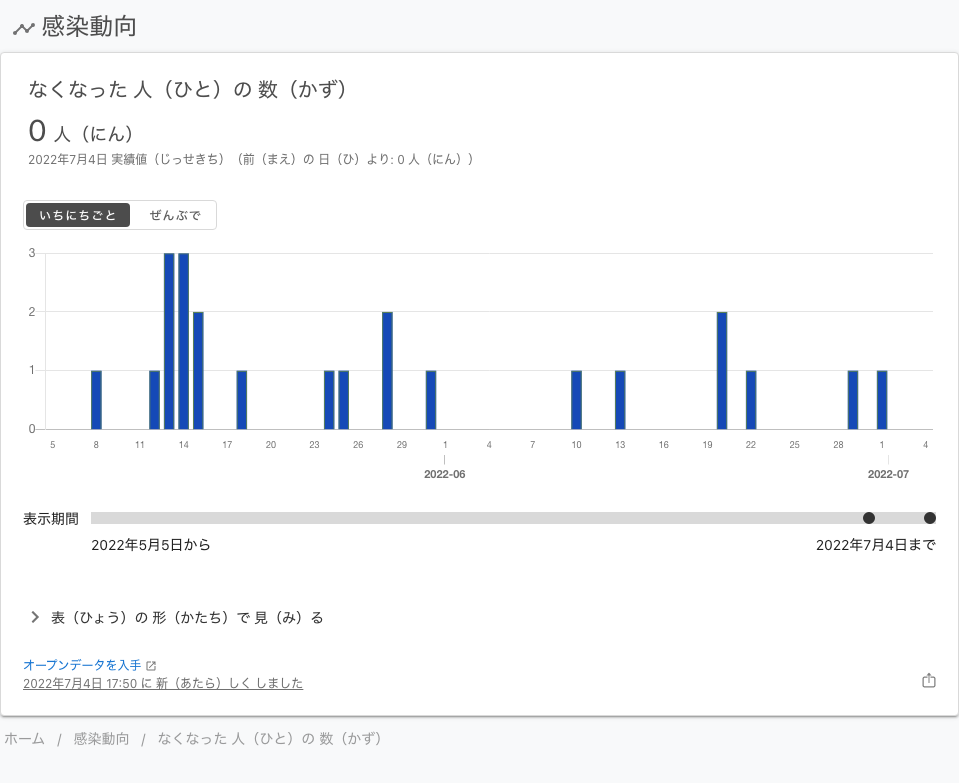 感染動向
なくなった 人（ひと）の 数（かず）
0 人（にん）
2022年7月4日 実績値（じっせきち）（前（まえ）の 日（ひ）より: 0 人（にん））
いちにちごと ぜんぶで
3
2
1
0
5 8 11 14 17 20 23 26 29 1 4 7 10 13 16 19 22 25 28 1 4
2022-06 2022-07
表示期間
2022年5月5日から 2022年7月4日まで
表（ひょう）の 形（かたち）で 見（み）る
オープンデータを入手
2022年7月4日 17:50 に 新（あたら）しく しました
ホーム / 感染動向 / なくなった 人（ひと）の 数（かず）